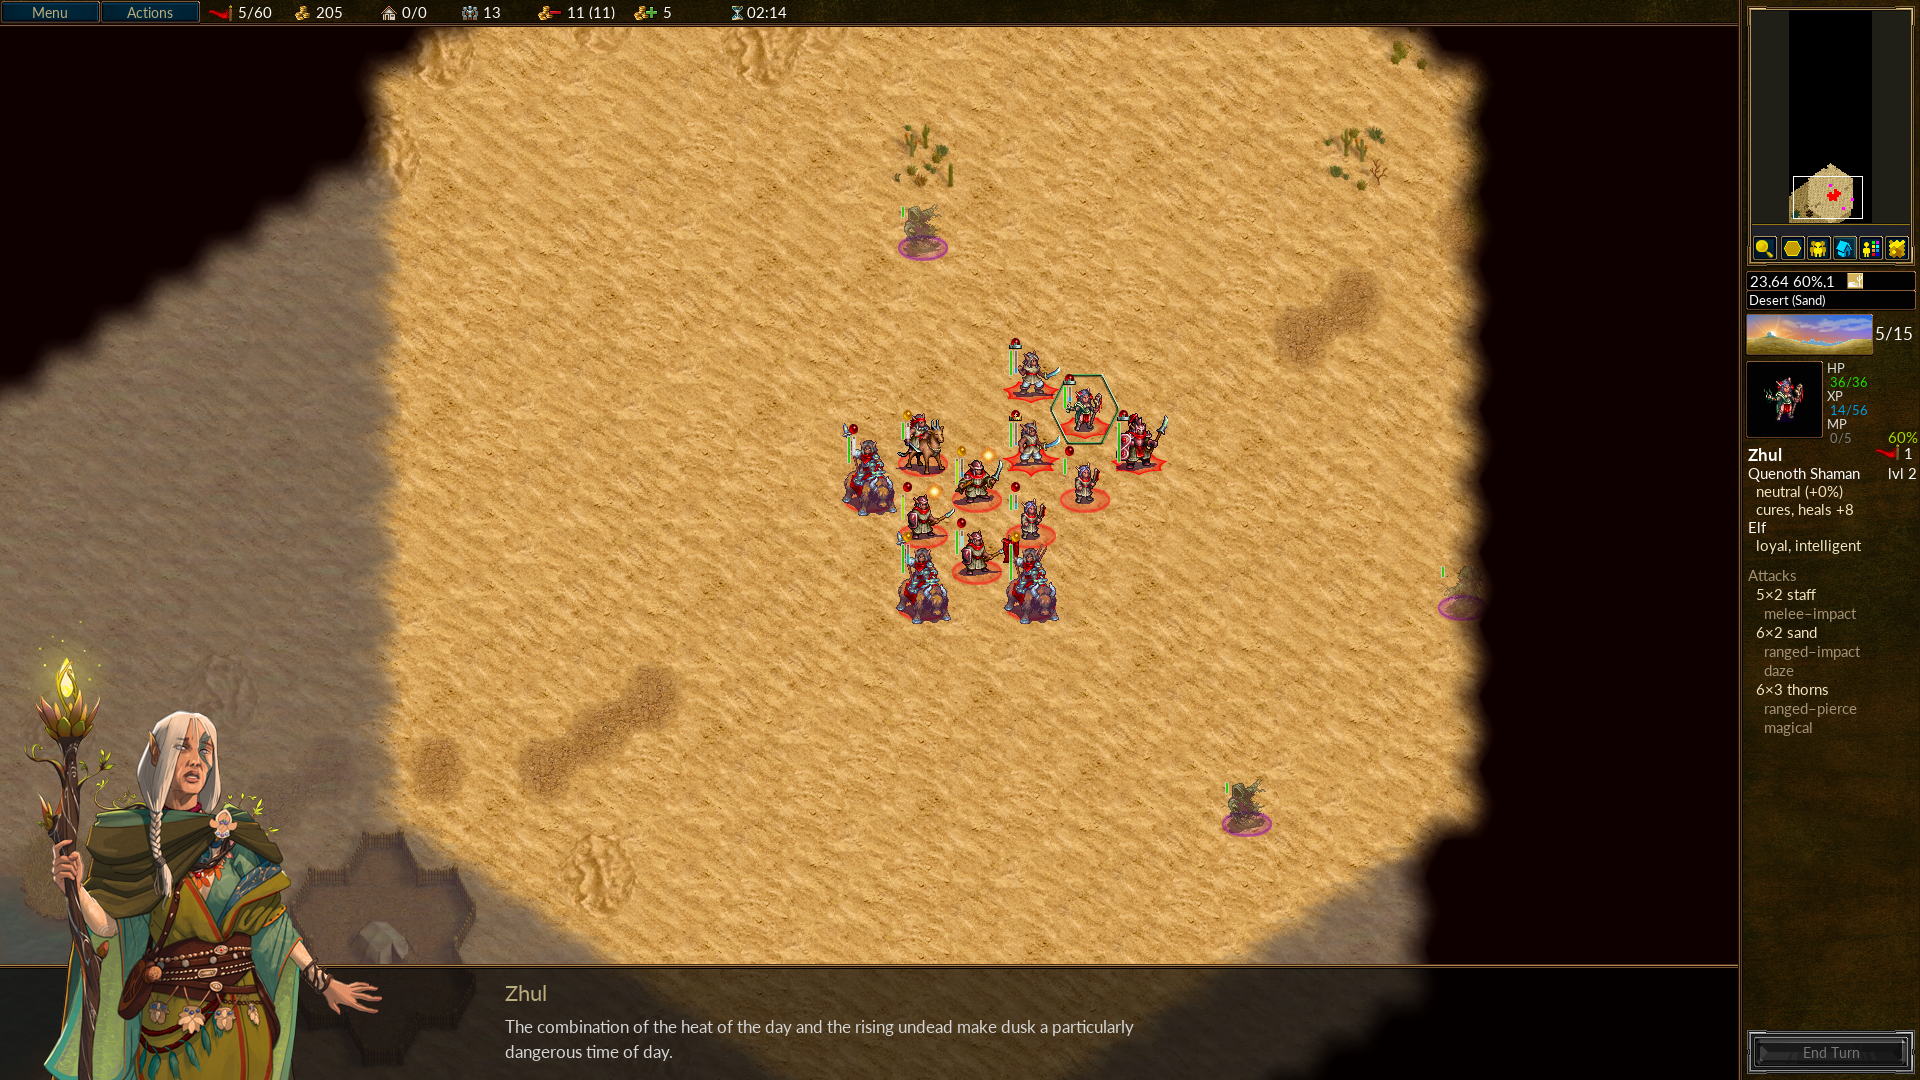 Menu
Actions
5/60
205
0/0
13
11 (11)
5
02:14
23,64 60%,1
Desert (Sand)
5/15
HP
36/36
XP
14/56
MP
0/5
60%
1
Zhul
Quenoth Shaman
lvl 2
neutral (+0%)
cures, heals +8
Elf
loyal, intelligent
Attacks
5×2 staff
melee–impact
6×2 sand
ranged–impact
daze
6×3 thorns
ranged–pierce
magical
Zhul
The combination of the heat of the day and the rising undead make dusk a particularly
dangerous time of day.
End Turn